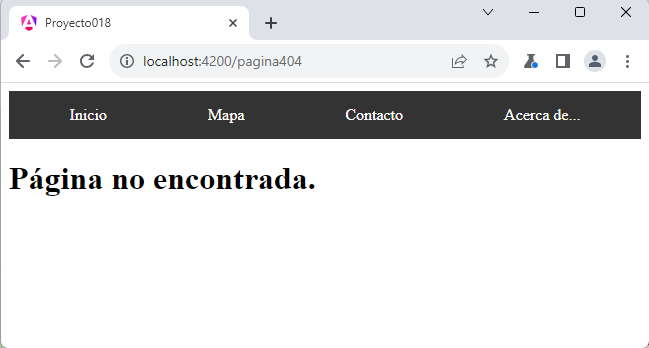 Proyecto018
localhost:4200/pagina404
Inicio Mapa Contacto Acerca de...
Página no encontrada.